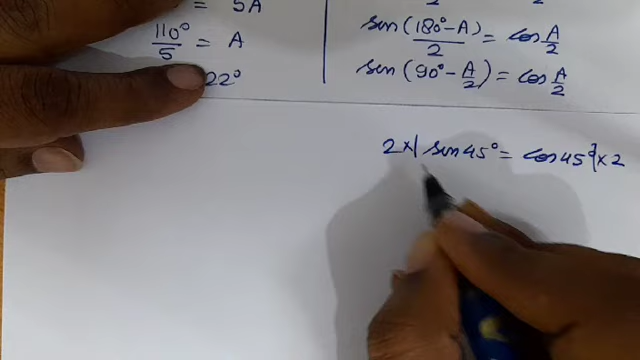 = 5A
110°/5 = A
22°
sin (180° - A)/2 = cos A/2
sin (90° - A/2) = cos A/2
2 × | sin 45° = cos 45° } × 2